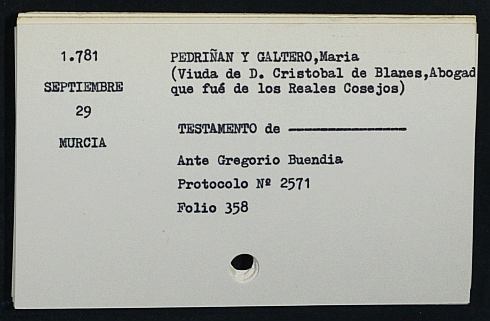 1.781
SEPTIEMBRE
29
MURCIA
PEDRIÑAN Y GALTERO,Maria
(Viuda de D. Cristobal de Blanes,Abogad
que fué de los Reales Cosejos)
TESTAMENTO de ----------------
Ante Gregorio Buendia
Protocolo Nº 2571
Folio 358